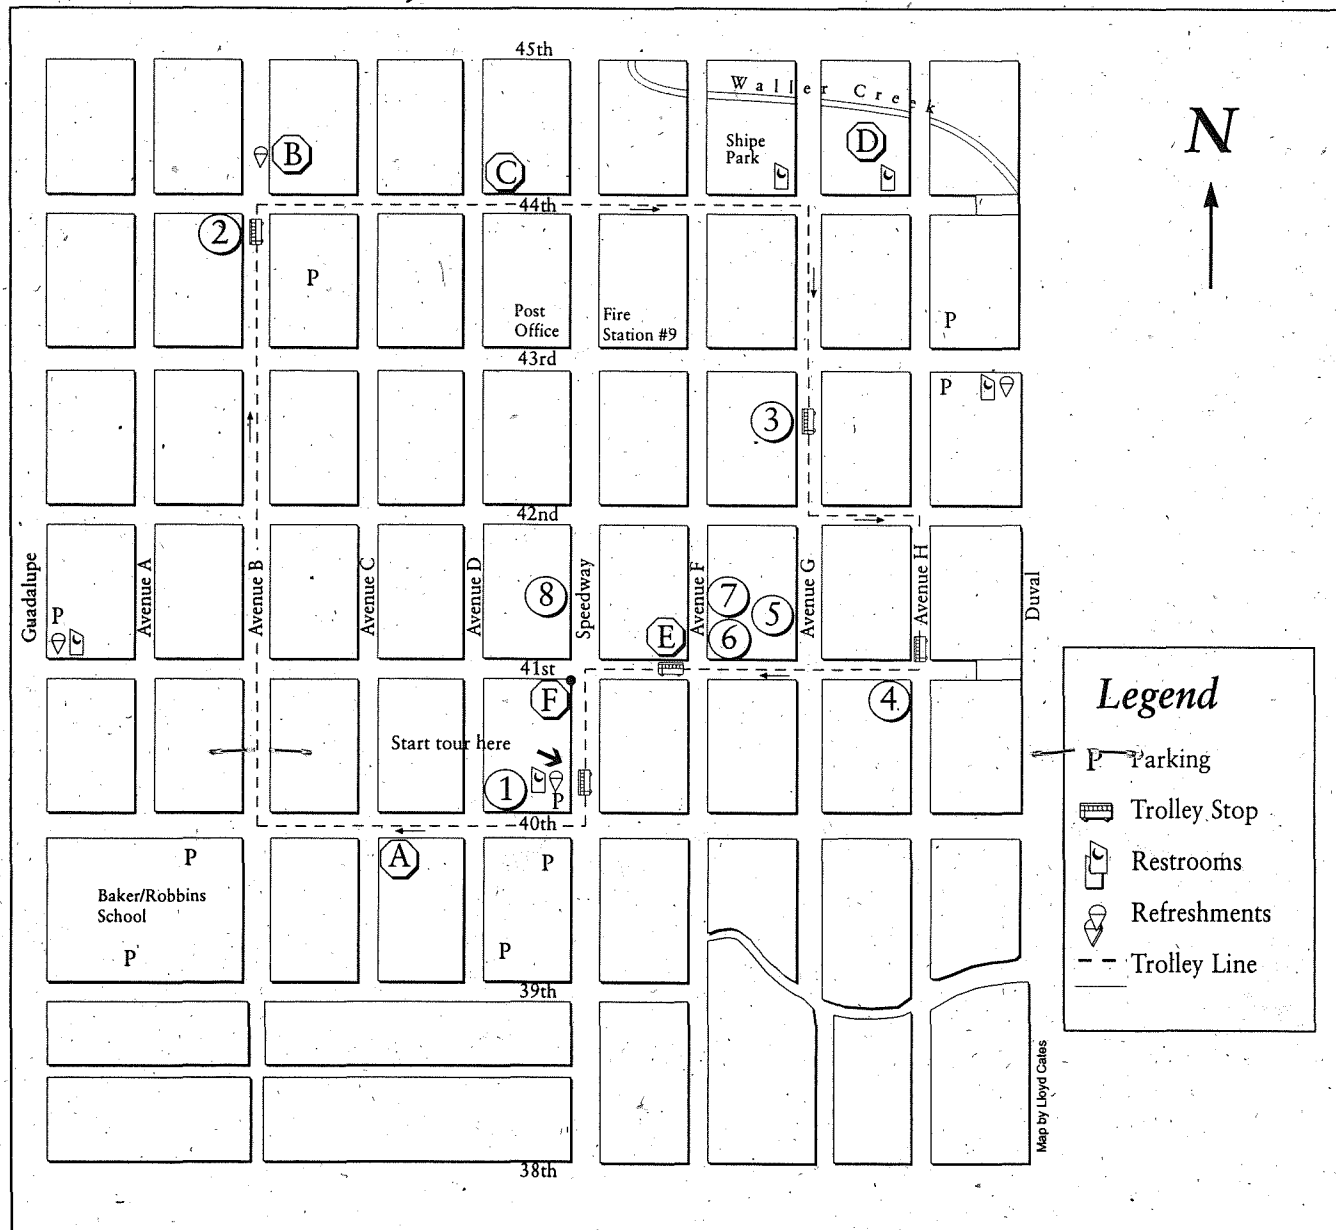 45th
Waller Creek
B
C
Shipe
Park
D
N
44th
2
P
Post
Office
Fire
Station #9
P
43rd
P
3
42nd
Guadalupe
Avenue A
Avenue B
Avenue C
Avenue D
Speedway
Avenue F
Avenue G
Avenue H
Duval
P
8
7
5
E
6
41st
F
4
Start tour here
1
P
40th
A
P
P
Baker/Robbins
School
P
P
39th
38th
Legend
P Parking
Trolley Stop
Restrooms
Refreshments
Trolley Line
Map by Lloyd Cates